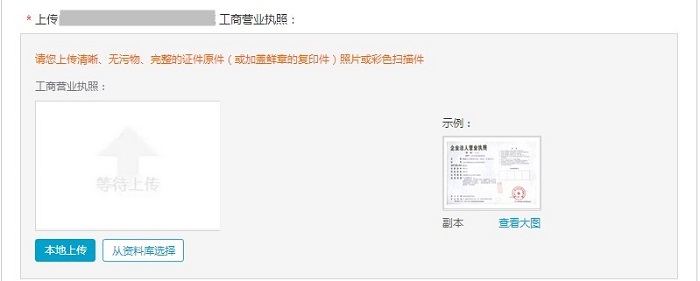 * 上传 工商营业执照：
请您上传清晰、无污物、完整的证件原件（或加盖鲜章的复印件）照片或彩色扫描件
工商营业执照：
等待上传
示例：
企业法人营业执照
副本 查看大图
本地上传 从资料库选择